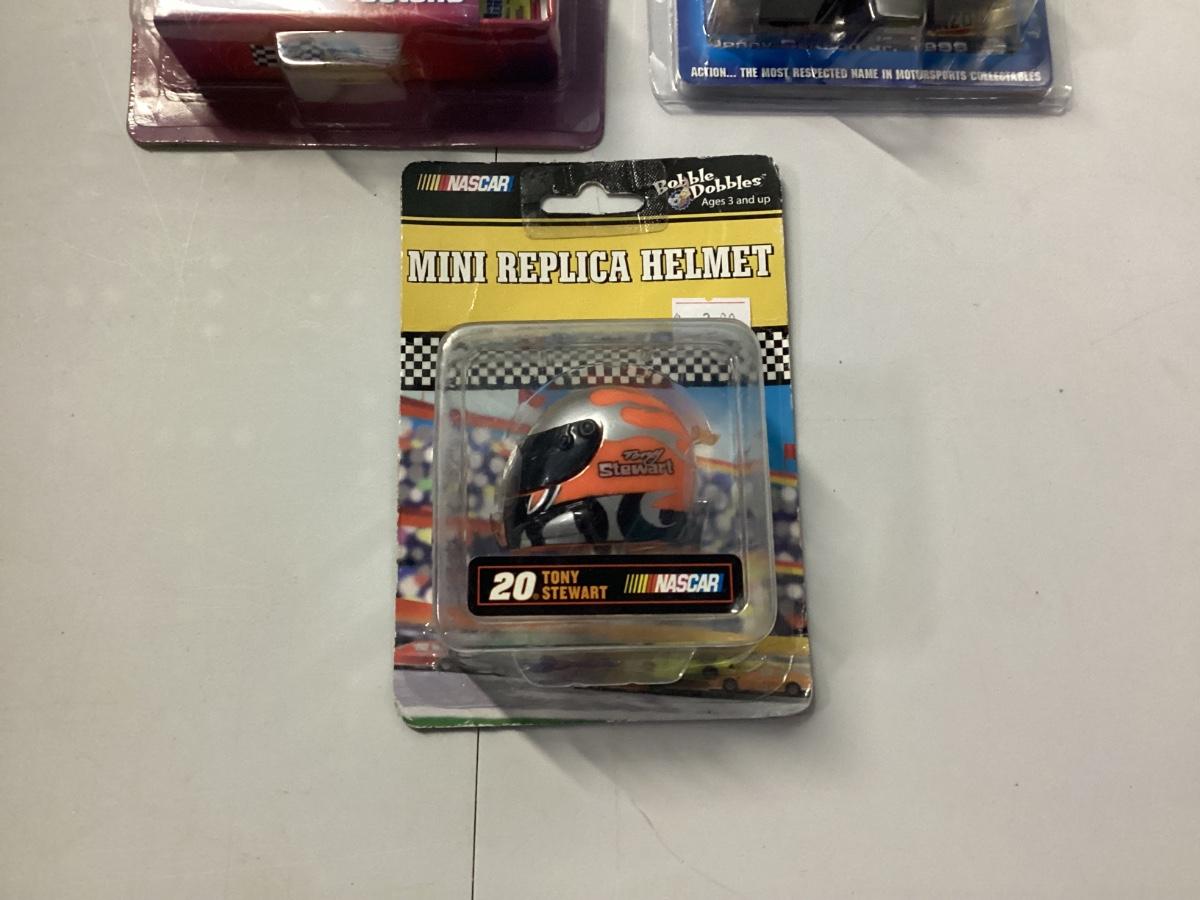 ACTION... THE MOST RESPECTED NAME IN MOTORSPORTS COLLECTABLES
NASCAR
Bobble Dobbles™
Ages 3 and up
MINI REPLICA HELMET
Tony
Stewart
20 TONY
STEWART
NASCAR